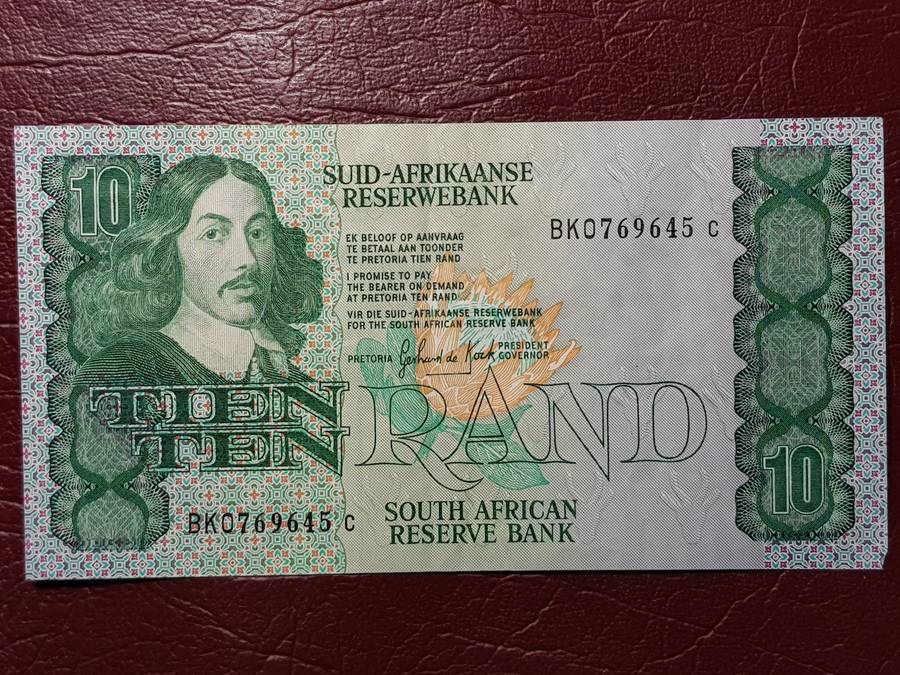 10
SUID-AFRIKAANSE
RESERWEBANK
BK0769645 C
EK BELOOF OP AANVRAAG
TE BETAAL AAN TOONDER
TE PRETORIA TIEN RAND
I PROMISE TO PAY
THE BEARER ON DEMAND
AT PRETORIA TEN RAND
VIR DIE SUID-AFRIKAANSE RESERWEBANK
FOR THE SOUTH AFRICAN RESERVE BANK
PRETORIA Gerhard de Kock PRESIDENT
GOVERNOR
TIEN
TEN RAND
10
BK0769645 C
SOUTH AFRICAN
RESERVE BANK